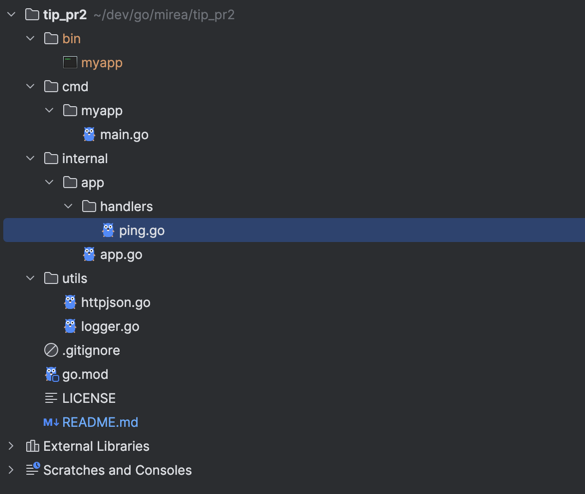 tip_pr2 ~/dev/go/mirea/tip_pr2
bin
myapp
cmd
myapp
main.go
internal
app
handlers
ping.go
app.go
utils
httpjson.go
logger.go
.gitignore
go.mod
LICENSE
M↓ README.md
External Libraries
Scratches and Consoles